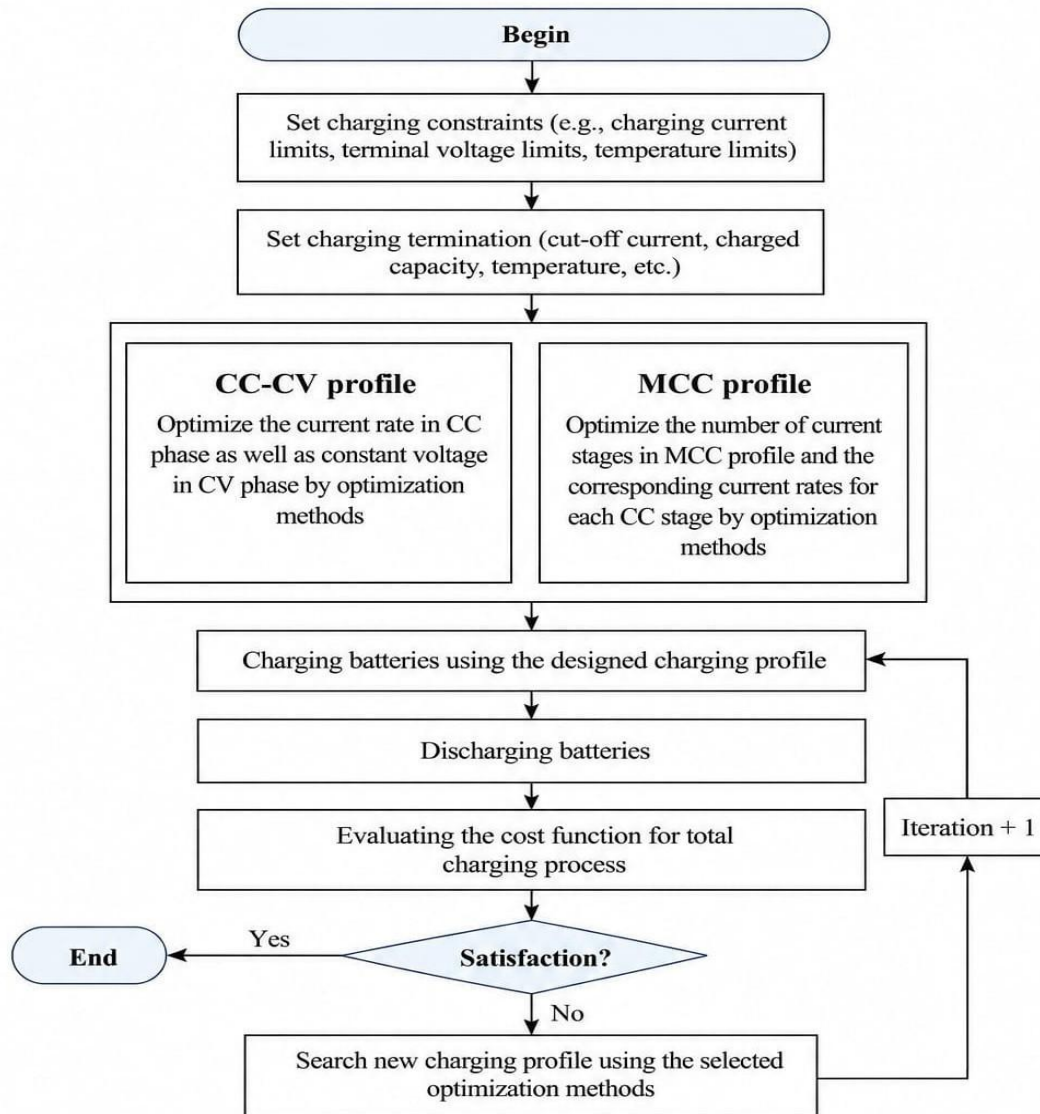 Begin
Set charging constraints (e.g., charging current
limits, terminal voltage limits, temperature limits)
Set charging termination (cut-off current, charged
capacity, temperature, etc.)
CC-CV profile
Optimize the current rate in CC
phase as well as constant voltage
in CV phase by optimization
methods
MCC profile
Optimize the number of current
stages in MCC profile and the
corresponding current rates for
each CC stage by optimization
methods
Charging batteries using the designed charging profile
Discharging batteries
Evaluating the cost function for total
charging process
Iteration + 1
Satisfaction?
Yes
End
No
Search new charging profile using the selected
optimization methods